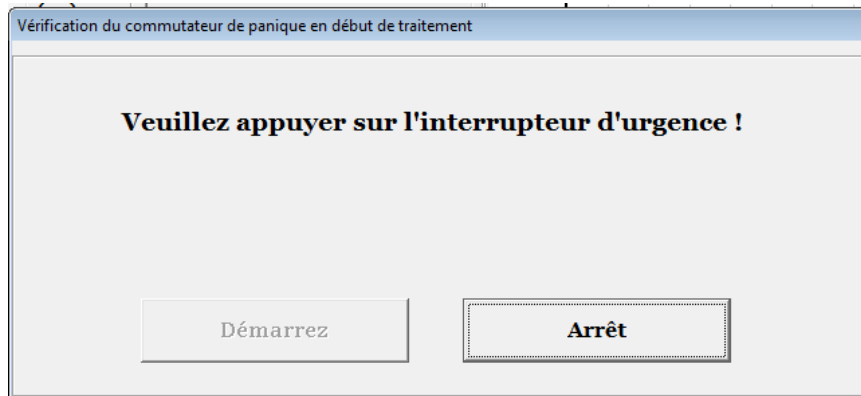 Vérification du commutateur de panique en début de traitement
Veuillez appuyer sur l'interrupteur d'urgence !
Démarrez
Arrêt